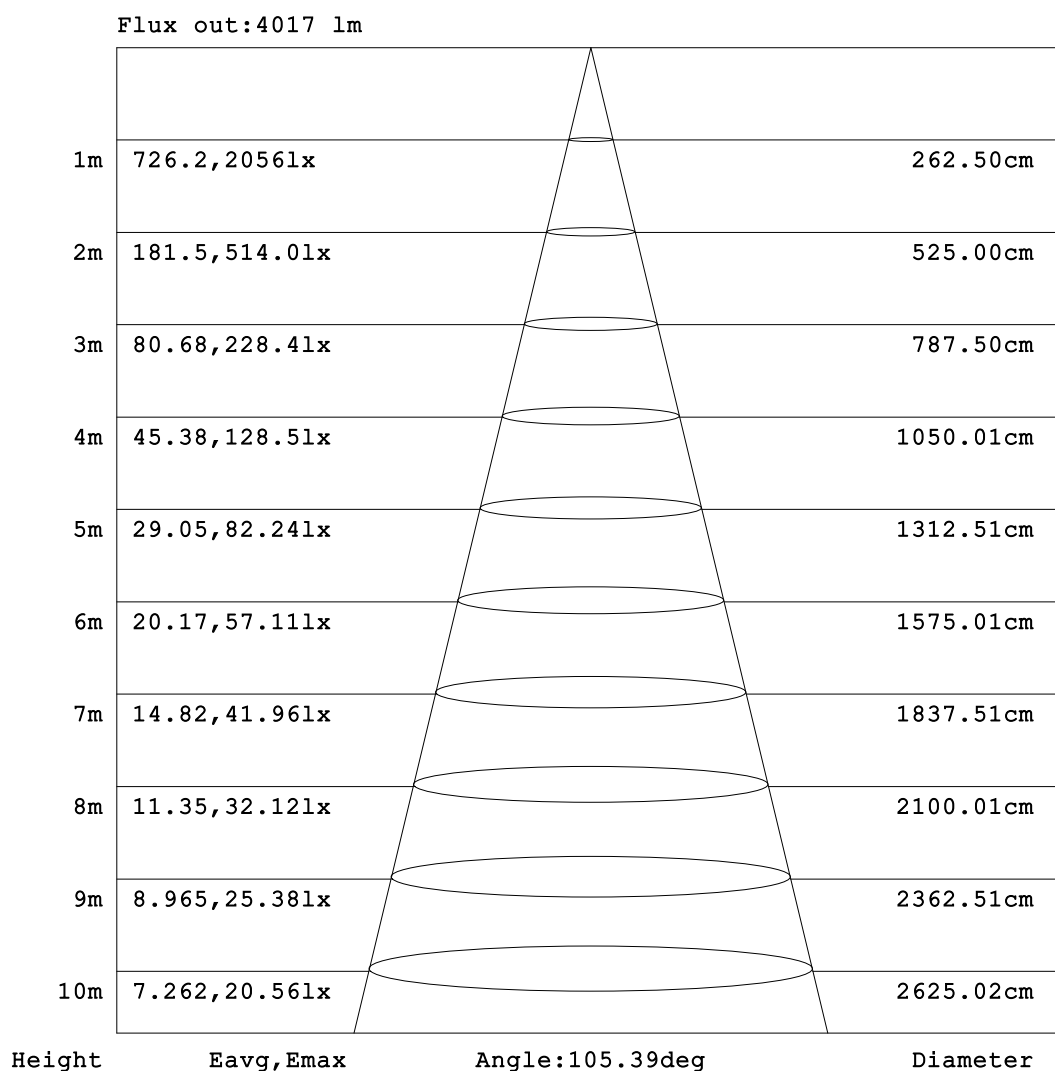 Flux out:4017 lm
1m 726.2,2056lx 262.50cm
2m 181.5,514.0lx 525.00cm
3m 80.68,228.4lx 787.50cm
4m 45.38,128.5lx 1050.01cm
5m 29.05,82.24lx 1312.51cm
6m 20.17,57.11lx 1575.01cm
7m 14.82,41.96lx 1837.51cm
8m 11.35,32.12lx 2100.01cm
9m 8.965,25.38lx 2362.51cm
10m 7.262,20.56lx 2625.02cm
Height Eavg,Emax Angle:105.39deg Diameter